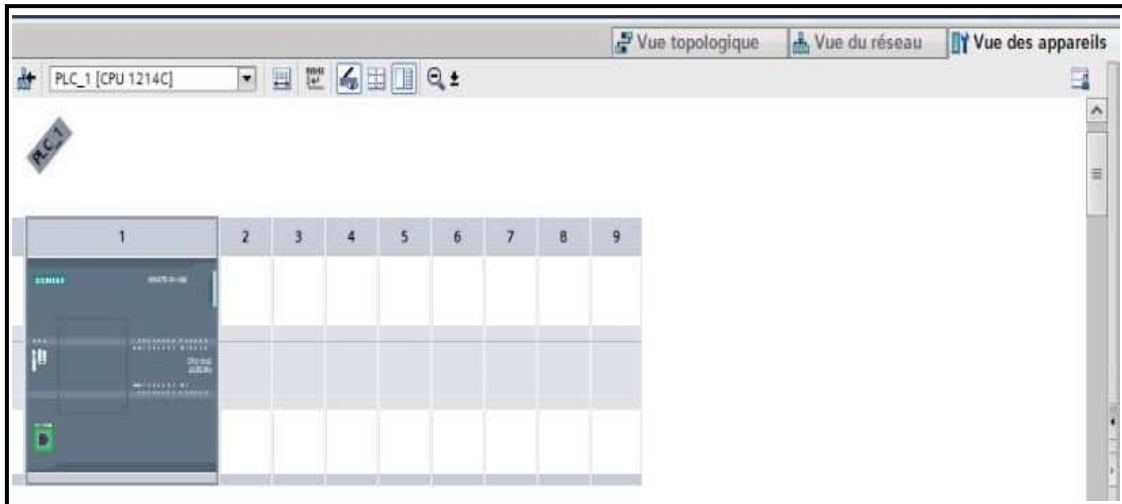 Vue topologique Vue du réseau Vue des appareils
PLC_1 [CPU 1214C]
PLC_1
1 2 3 4 5 6 7 8 9
SIEMENS